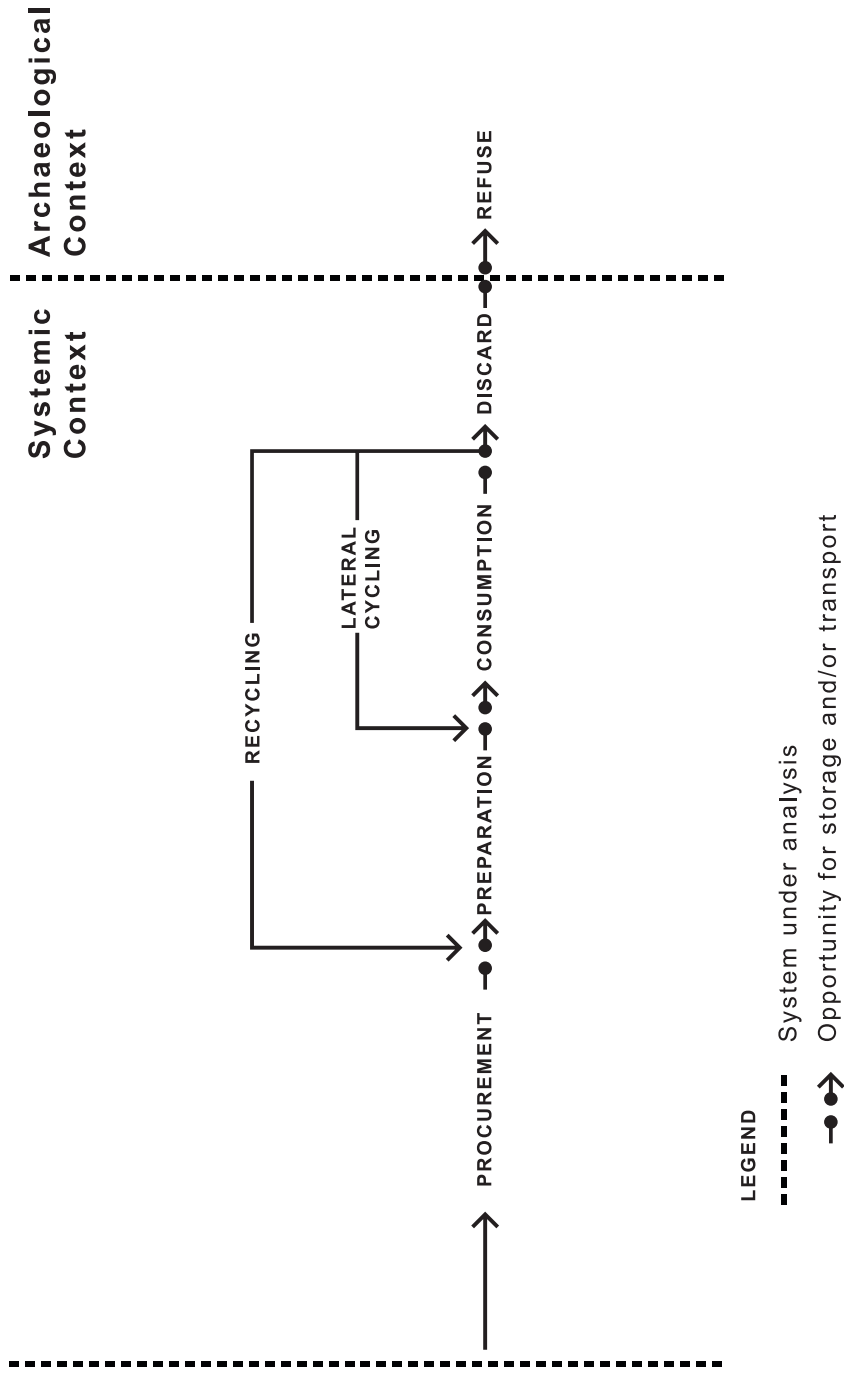 Systemic
Context
Archaeological
Context
RECYCLING
LATERAL
CYCLING
PROCUREMENT
PREPARATION
CONSUMPTION
DISCARD
REFUSE
LEGEND
System under analysis
Opportunity for storage and/or transport